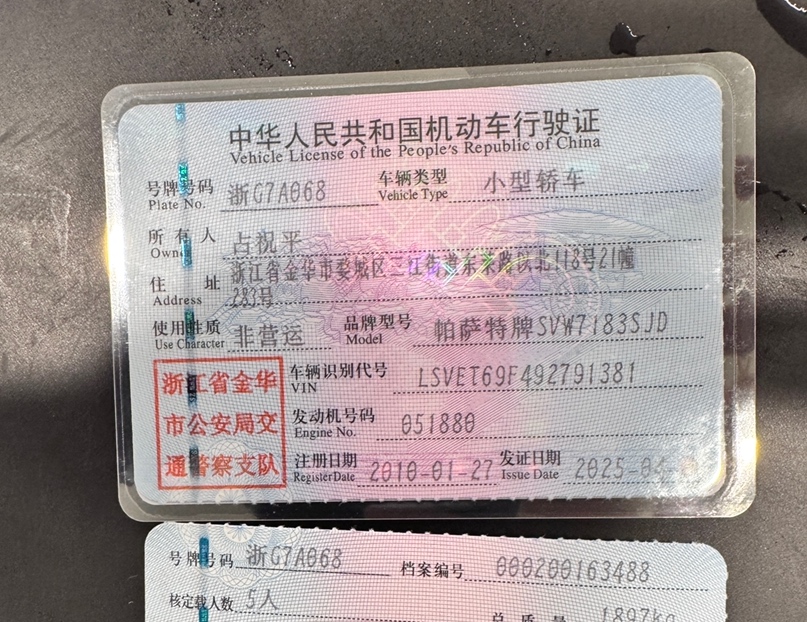 中华人民共和国机动车行驶证
Vehicle License of the People's Republic of China
号牌号码 浙G7A068 车辆类型 小型轿车
Plate No. Vehicle Type
所有人 占祝平
Owner
住址 浙江省金华市婺城区三江街道东莱路以北118号21幢
Address 283号
使用性质 非营运 品牌型号 帕萨特牌SVW7183SJD
Use Character Model
浙江省金华
市公安局交
通警察支队
车辆识别代号 LSVET69F492791381
VIN
发动机号码 051880
Engine No.
注册日期 2010-01-27 发证日期 2025-04
Register Date Issue Date
号牌号码 浙G7A068 档案编号 000200163488
核定载人数 5人 总质量 1897kg